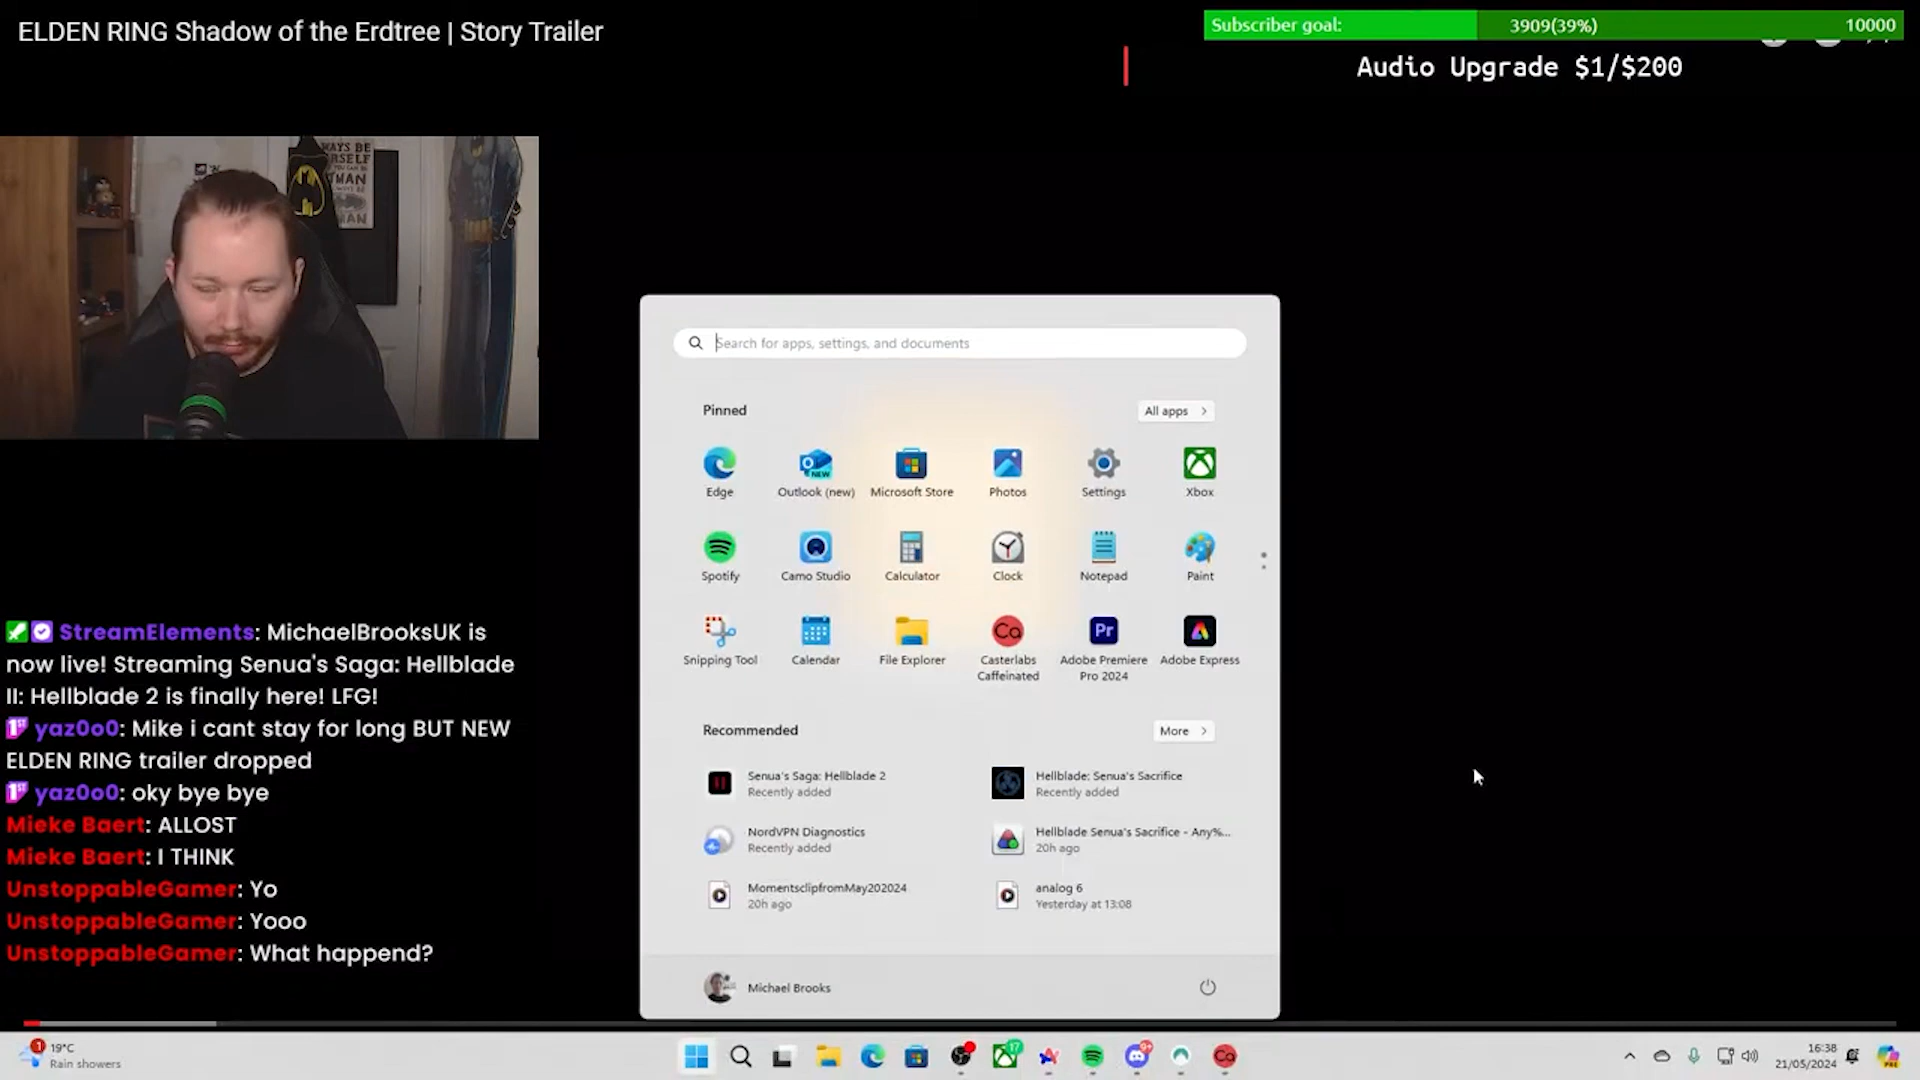 ELDEN RING Shadow of the Erdtree | Story Trailer
Subscriber goal: 3909(39%) 10000
Audio Upgrade $1/$200
Search for apps, settings, and documents
Pinned
All apps
Edge
Outlook (new)
Microsoft Store
Photos
Settings
Xbox
Spotify
Camo Studio
Calculator
Clock
Notepad
Paint
Snipping Tool
Calendar
File Explorer
Casterlabs
Caffeinated
Adobe Premiere
Pro 2024
Adobe Express
Recommended
More
Senua's Saga: Hellblade 2
Recently added
Hellblade: Senua's Sacrifice
Recently added
NordVPN Diagnostics
Recently added
Hellblade Senua's Sacrifice - Any%...
20h ago
MomentsclipfromMay202024
20h ago
analog 6
Yesterday at 13:08
Michael Brooks
StreamElements: MichaelBrooksUK is
now live! Streaming Senua's Saga: Hellblade
II: Hellblade 2 is finally here! LFG!
yaz0o0: Mike i cant stay for long BUT NEW
ELDEN RING trailer dropped
yaz0o0: oky bye bye
Mieke Baert: ALLOST
Mieke Baert: I THINK
UnstoppableGamer: Yo
UnstoppableGamer: Yooo
UnstoppableGamer: What happend?
1
19°C
Rain showers
17
9+
16:38
21/05/2024